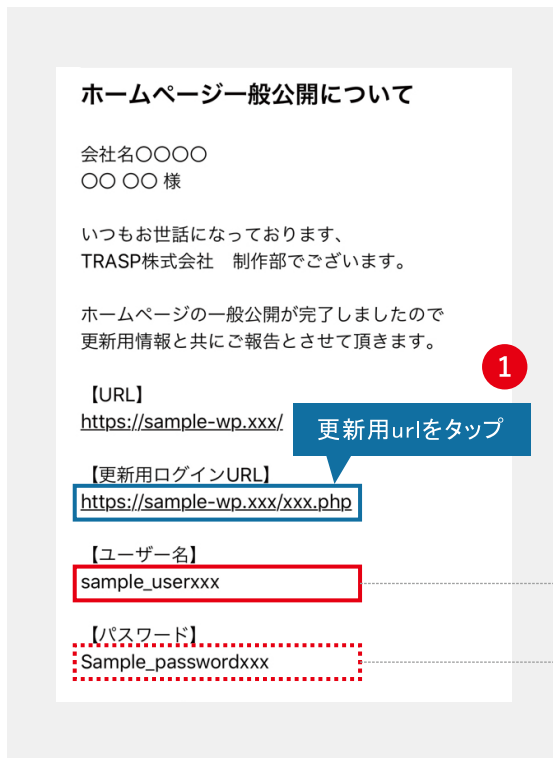 ホームページ一般公開について
会社名〇〇〇〇
〇〇 〇〇 様
いつもお世話になっております、
TRASP株式会社　制作部でございます。
ホームページの一般公開が完了しましたので
更新用情報と共にご報告とさせて頂きます。
1
【URL】
https://sample-wp.xxx/
更新用urlをタップ
【更新用ログインURL】
https://sample-wp.xxx/xxx.php
【ユーザー名】
sample_userxxx
【パスワード】
Sample_passwordxxx